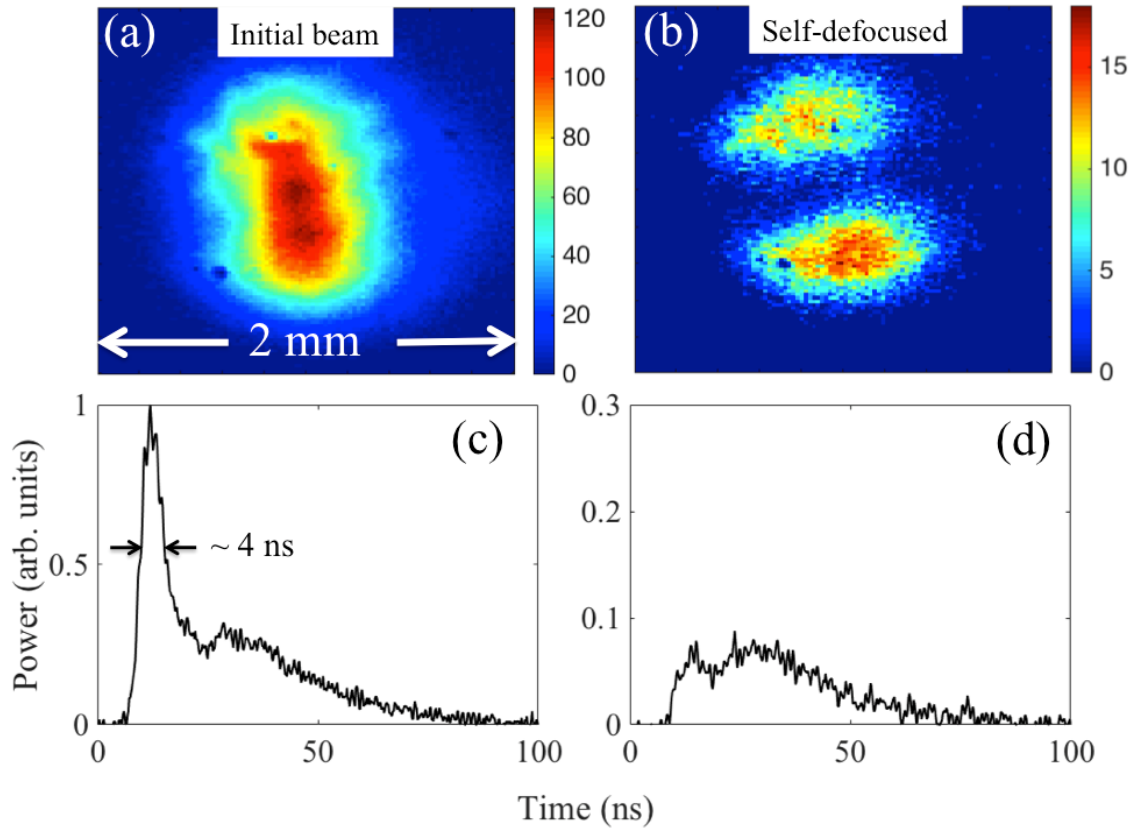 (a) Initial beam
120
100
80
60
40
20
0
2 mm
(b) Self-defocused
15
10
5
0
Power (arb. units)
1
0.5
0
(c)
~ 4 ns
0 50 100
0.3
0.2
0.1
0
(d)
0 50 100
Time (ns)